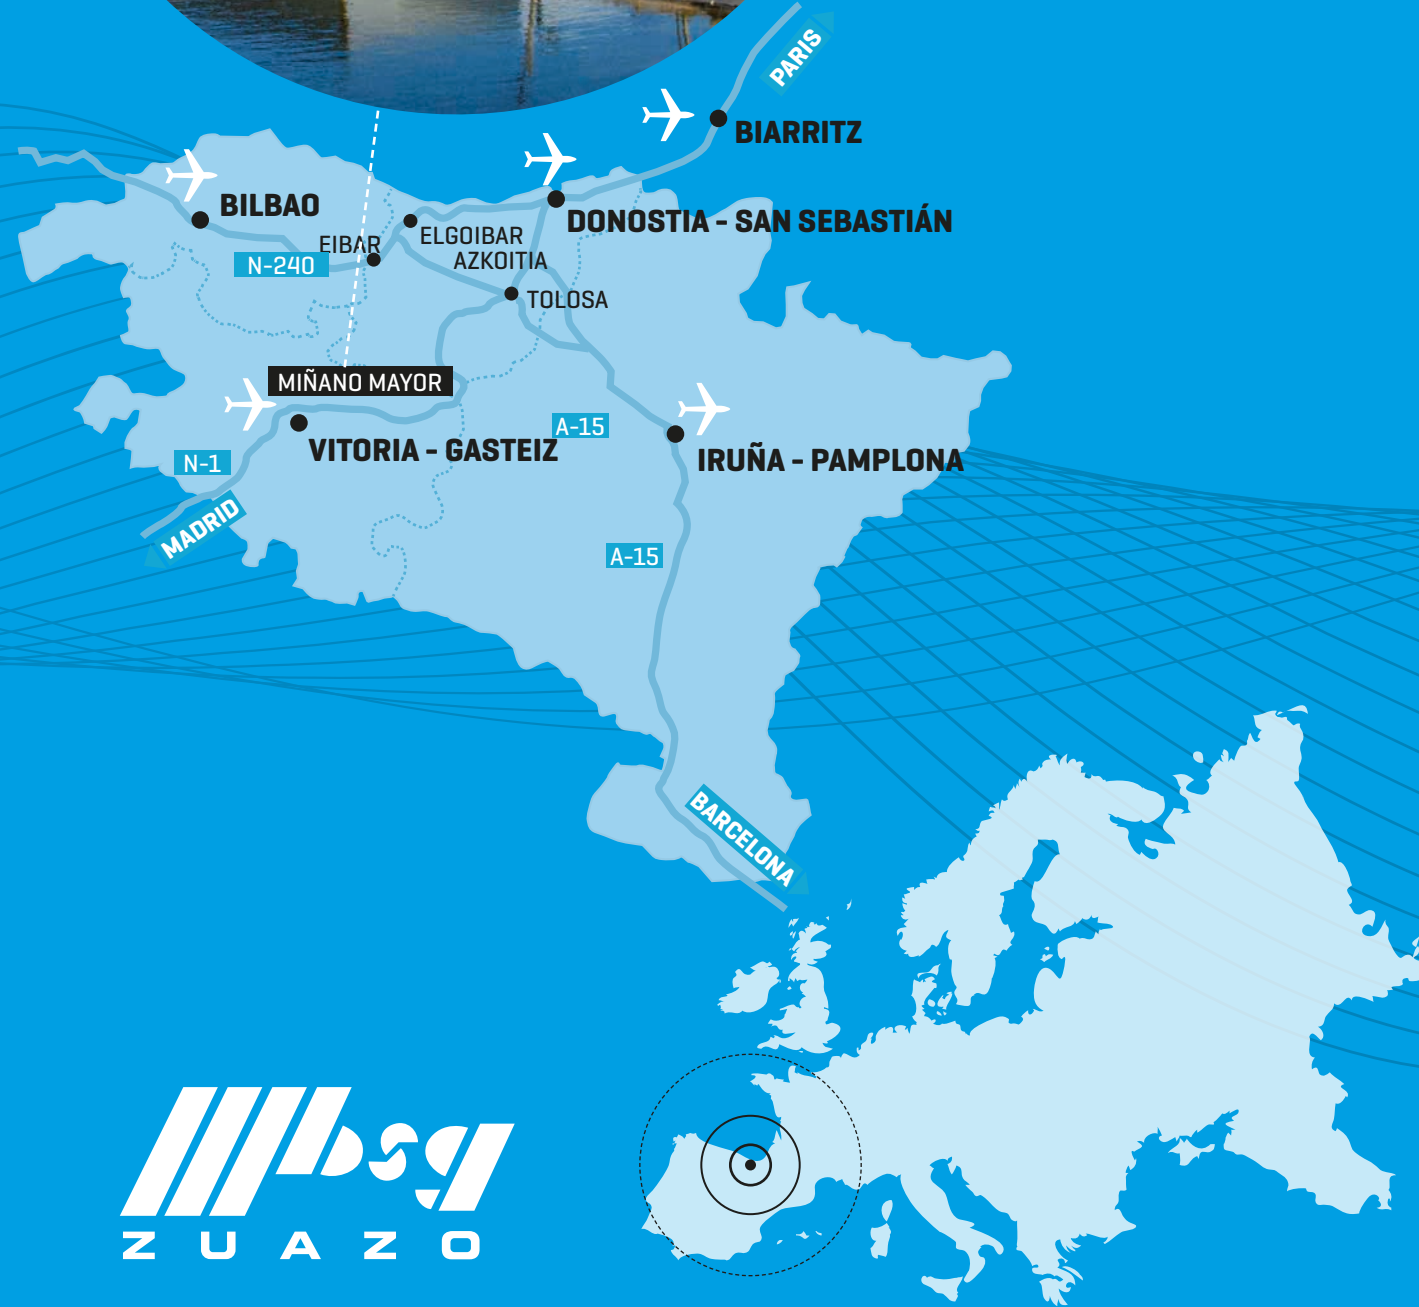 PARIS
BIARRITZ
BILBAO
DONOSTIA - SAN SEBASTIÁN
ELGOIBAR
EIBAR
AZKOITIA
N-240
TOLOSA
MIÑANO MAYOR
A-15
VITORIA - GASTEIZ
N-1
IRUÑA - PAMPLONA
MADRID
A-15
BARCELONA
bsg
ZUAZO